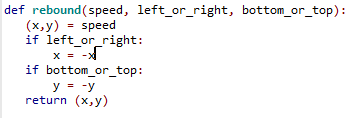 def rebound(speed, left_or_right, bottom_or_top):
    (x,y) = speed
    if left_or_right:
        x = -x
    if bottom_or_top:
        y = -y
    return (x,y)